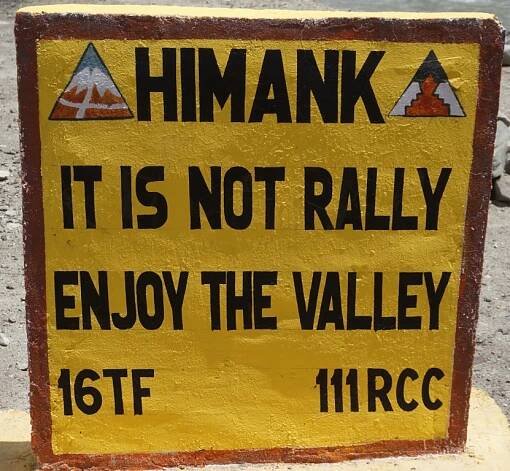 HIMANK
IT IS NOT RALLY
ENJOY THE VALLEY
16TF 111RCC